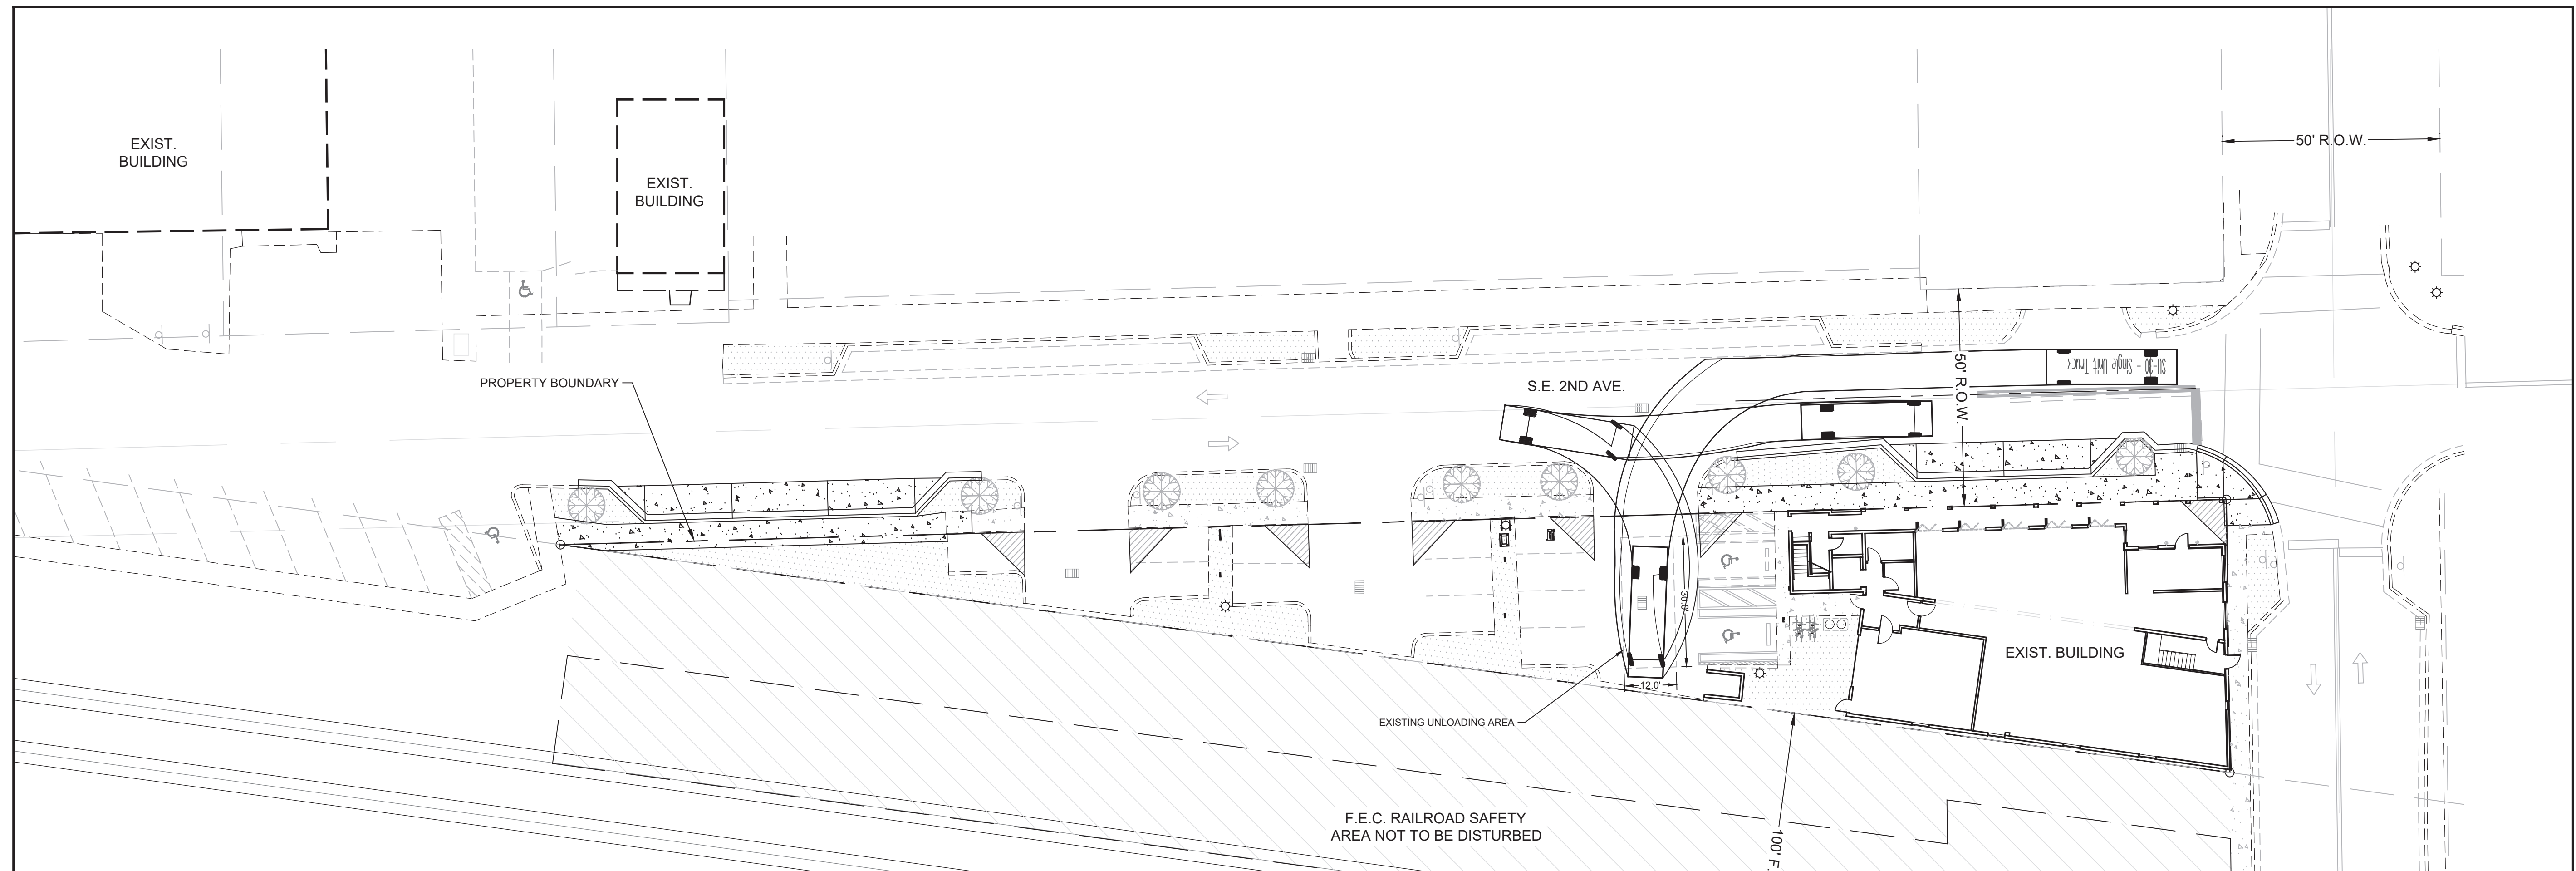 EXIST.
BUILDING
EXIST.
BUILDING
50' R.O.W.
PROPERTY BOUNDARY
S.E. 2ND AVE.
50' R.O.W.
SU-30 - Single Unit Truck
30.0'
12.0'
EXISTING UNLOADING AREA
EXIST. BUILDING
F.E.C. RAILROAD SAFETY
AREA NOT TO BE DISTURBED
100' F.